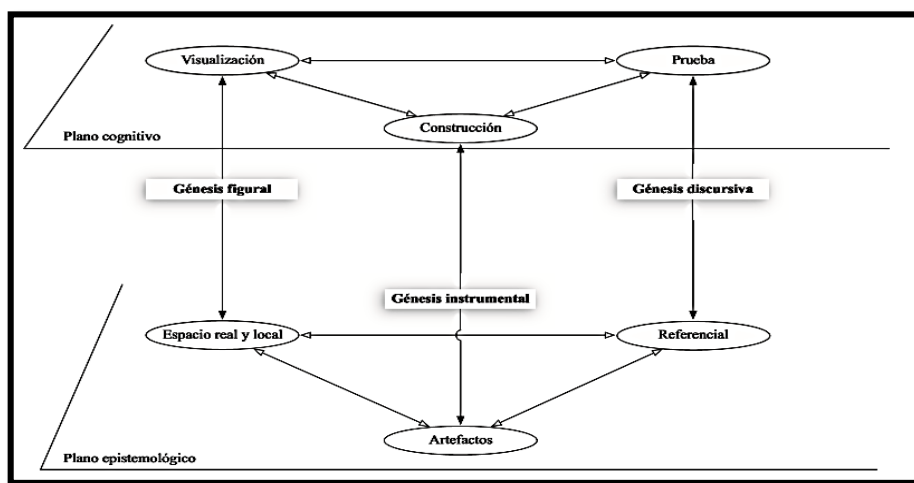 Visualización
Prueba
Construcción
Plano cognitivo
Génesis figural
Génesis discursiva
Génesis instrumental
Espacio real y local
Referencial
Artefactos
Plano epistemológico